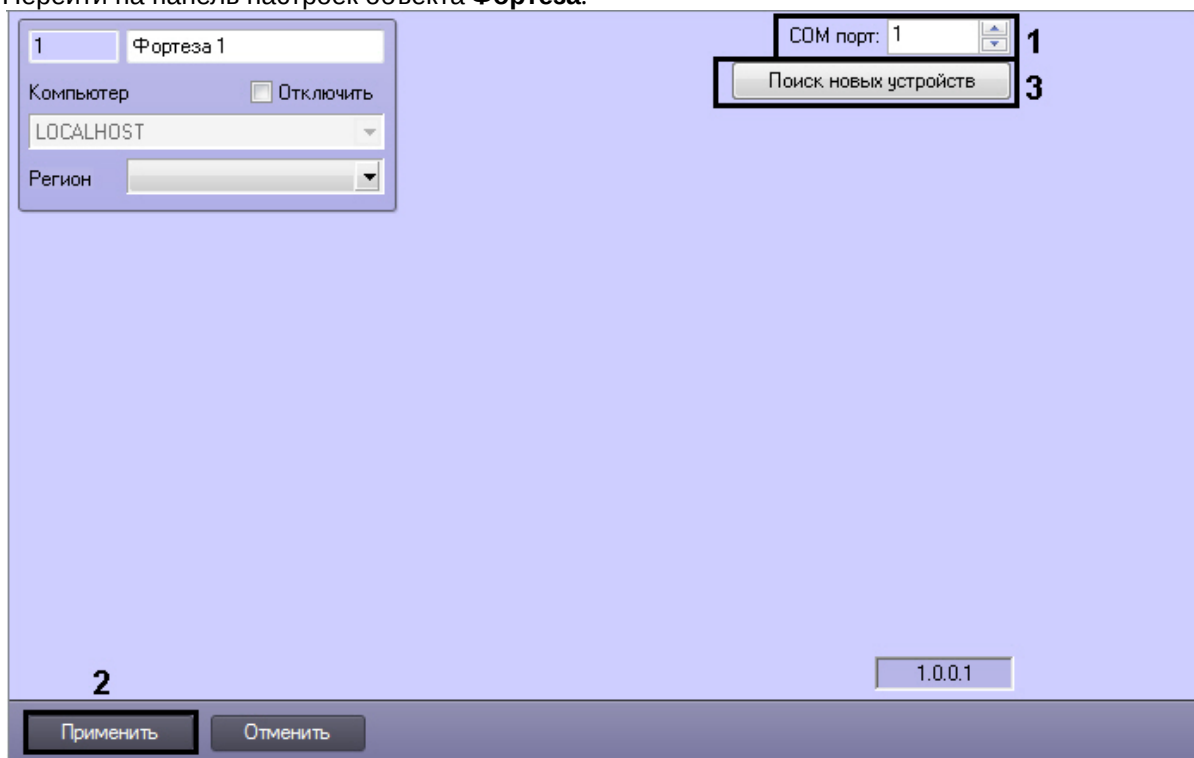 Перейти на панель настроек объекта Фортеза.
1 Фортеза 1
COM порт: 1 1
Поиск новых устройств 3
Компьютер Отключить
LOCALHOST
Регион
1.0.0.1
2
Применить Отменить